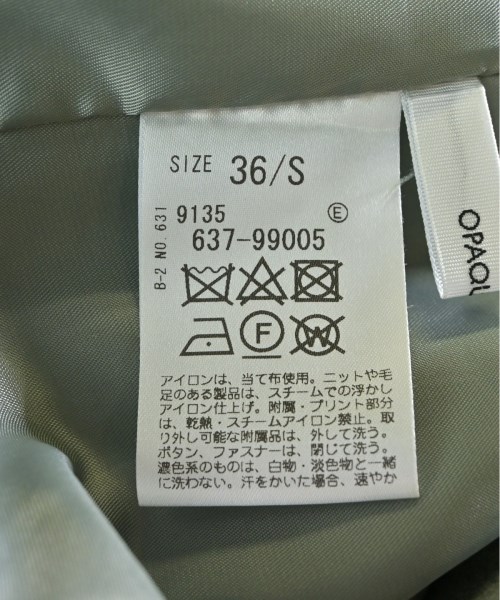 SIZE 36/S
B-2 NO. 631
9135 Ⓔ
637-99005
F W
アイロンは、当て布使用。ニットや毛
足のある製品は、スチームでの浮かし
アイロン仕上げ。附属・プリント部分
は、乾熱・スチームアイロン禁止。取
り外し可能な附属品は、外して洗う。
ボタン、ファスナーは、閉じて洗う。
濃色系のものは、白物・淡色物と一緒
に洗わない。汗をかいた場合、速やか
OPAQU